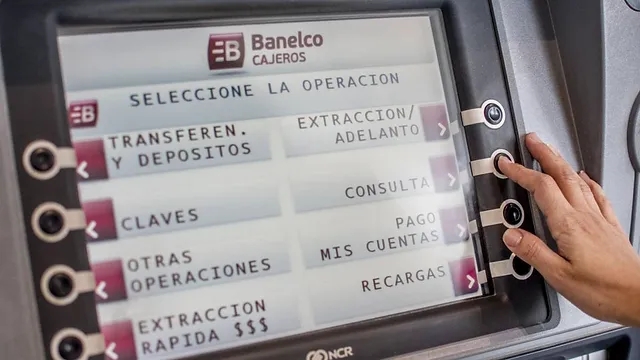 Banelco
CAJEROS
SELECCIONE LA OPERACION
TRANSFEREN.
Y DEPOSITOS
EXTRACCION/
ADELANTO
CLAVES
CONSULTA
OTRAS
OPERACIONES
PAGO
MIS CUENTAS
EXTRACCION
RAPIDA $$$
RECARGAS
NCR